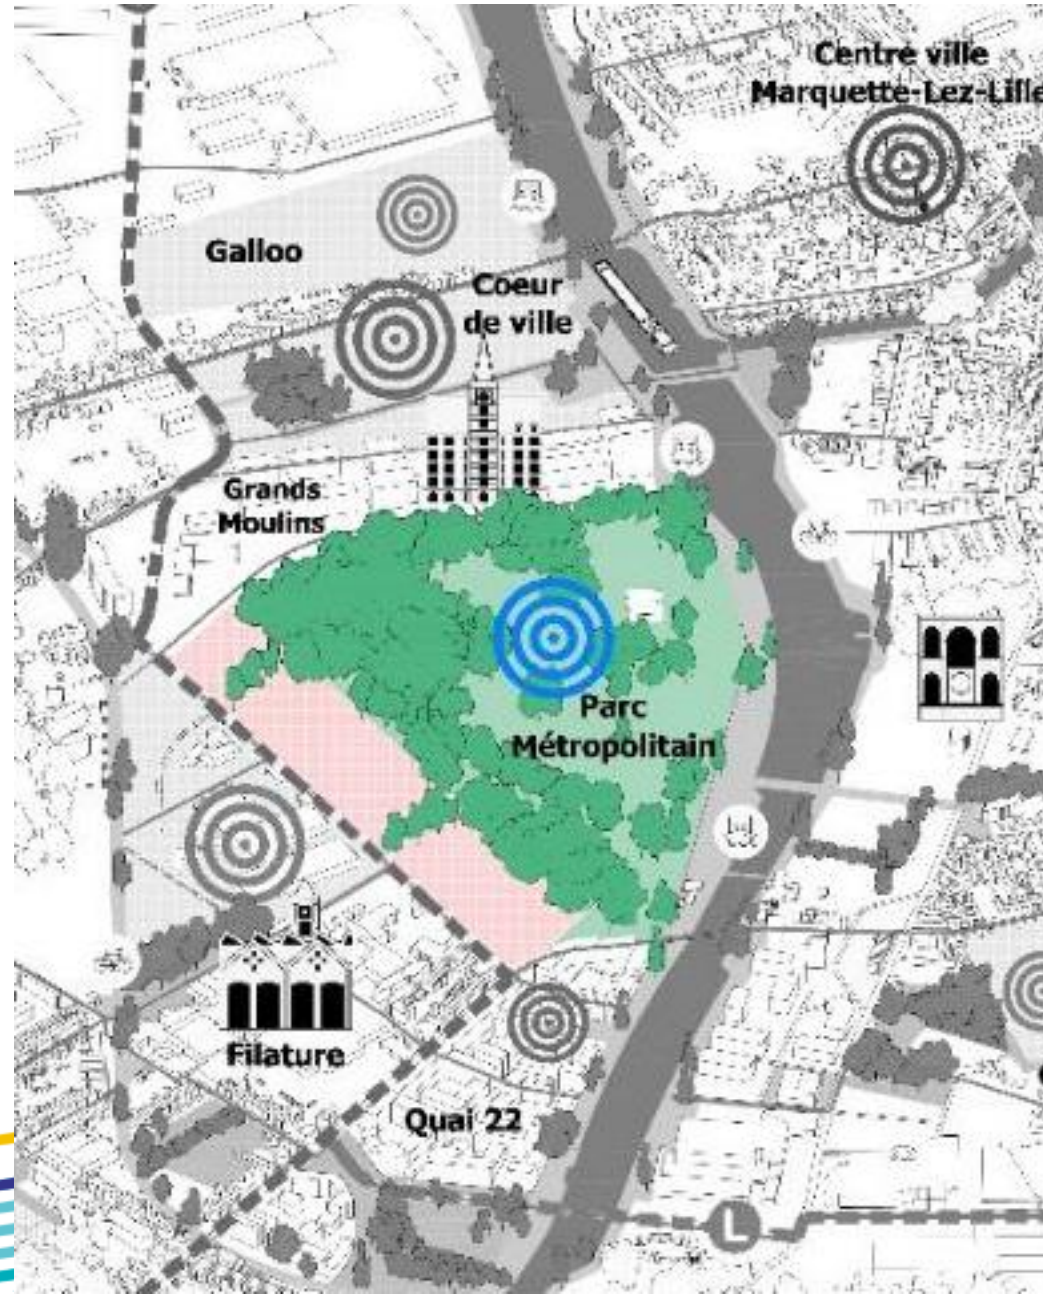 Centre ville
Marquette-Lez-Lille
Galloo
Coeur
de ville
Grands
Moulins
Parc
Métropolitain
Filature
Quai 22
L